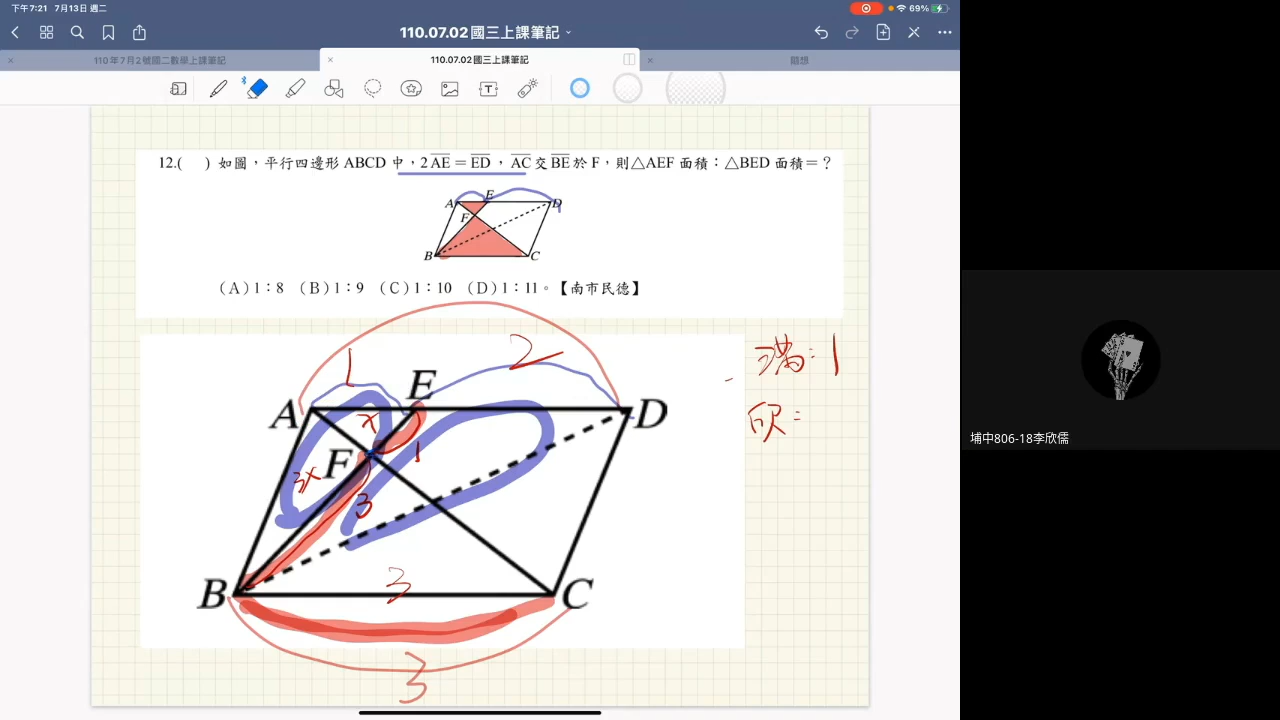 下午7:21 7月13日 週二
69%
110.07.02國三上課筆記
110年7月2號國二數學上課筆記
110.07.02國三上課筆記
12.( ) 如圖，平行四邊形 ABCD 中，2AE＝ED，AC 交 BE 於 F，則△AEF 面積：△BED 面積＝？
A E D
F
B C
（A）1：8 （B）1：9 （C）1：10 （D）1：11。【南市民德】
1 2
滿: 1
E
A D
x
欣:
1
F
3x
3
3
B C
3
埔中806-18李欣儒